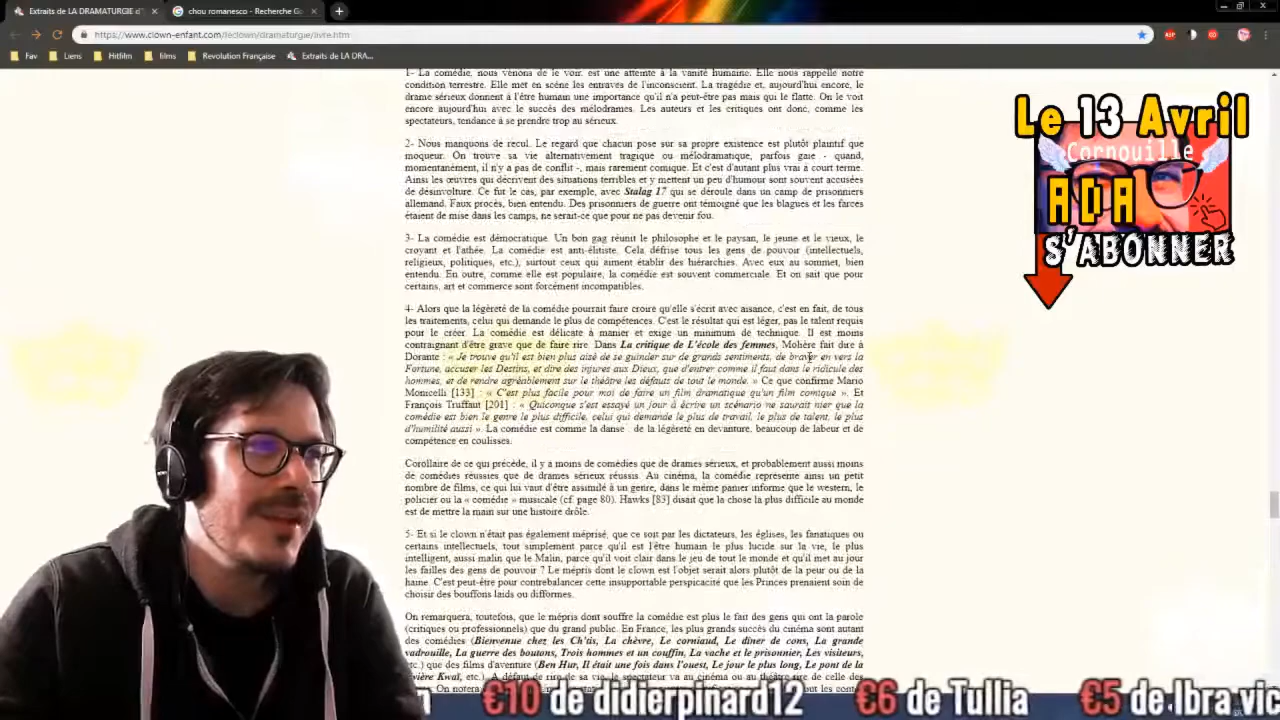 Extraits de LA DRAMATURGIE d'
chou romanesco - Recherche G
https://www.clown-enfant.com/leclown/dramaturgie/livre.htm
Fav
Liens
Hitfilm
films
Revolution Française
Extraits de LA DRA...
1- La comédie, nous venons de le voir, est une atteinte à la vanité humaine. Elle nous rappelle notre
condition terrestre. Elle met en scène les entraves de l'inconscient. La tragédie et, aujourd'hui encore, le
drame sérieux donnent à l'être humain une importance qu'il n'a peut-être pas mais qui le flatte. On le voit
encore aujourd'hui avec le succès des mélodrames. Les auteurs et les critiques ont donc, comme les
spectateurs, tendance à se prendre trop au sérieux.
2- Nous manquons de recul. Le regard que chacun pose sur sa propre existence est plutôt plaintif que
moqueur. On trouve sa vie alternativement tragique ou mélodramatique, parfois gaie - quand,
momentanément, il n'y a pas de conflit -, mais rarement comique. Et c'est d'autant plus vrai à court terme.
Ainsi les œuvres qui décrivent des situations terribles et y mettent un peu d'humour sont souvent accusées
de désinvolture. Ce fut le cas, par exemple, avec Stalag 17 qui se déroule dans un camp de prisonniers
allemand. Faux procès, bien entendu. Des prisonniers de guerre ont témoigné que les blagues et les farces
étaient de mise dans les camps, ne serait-ce que pour ne pas devenir fou.
3- La comédie est démocratique. Un bon gag réunit le philosophe et le paysan, le jeune et le vieux, le
croyant et l'athée. La comédie est anti-élitiste. Cela défrise tous les gens de pouvoir (intellectuels,
religieux, politiques, etc.), surtout ceux qui aiment établir des hiérarchies. Avec eux au sommet, bien
entendu. En outre, comme elle est populaire, la comédie est souvent commerciale. Et on sait que pour
certains, art et commerce sont forcément incompatibles.
4- Alors que la légèreté de la comédie pourrait faire croire qu'elle s'écrit avec aisance, c'est en fait, de tous
les traitements, celui qui demande le plus de compétences. C'est le résultat qui est léger, pas le talent requis
pour le créer. La comédie est délicate à manier et exige un minimum de technique. Il est moins
contraignant d'être grave que de faire rire. Dans La critique de L'école des femmes, Molière fait dire à
Dorante : « Je trouve qu'il est bien plus aisé de se guinder sur de grands sentiments, de braver en vers la
Fortune, accuser les Destins, et dire des injures aux Dieux, que d'entrer comme il faut dans le ridicule des
hommes, et de rendre agréablement sur le théâtre les défauts de tout le monde. » Ce que confirme Mario
Monicelli [133] : « C'est plus facile pour moi de faire un film dramatique qu'un film comique ». Et
François Truffaut [201] : « Quiconque s'est essayé un jour à écrire un scénario ne saurait nier que la
comédie est bien le genre le plus difficile, celui qui demande le plus de travail, le plus de talent, le plus
d'humilité aussi ». La comédie est comme la danse : de la légèreté en devanture, beaucoup de labeur et de
compétence en coulisses.
Corollaire de ce qui précède, il y a moins de comédies que de drames sérieux, et probablement aussi moins
de comédies réussies que de drames sérieux réussis. Au cinéma, la comédie représente ainsi un petit
nombre de films, ce qui lui vaut d'être assimilé à un genre, dans le même panier informe que le western, le
policier ou la « comédie » musicale (cf. page 80). Hawks [83] disait que la chose la plus difficile au monde
est de mettre la main sur une histoire drôle.
5- Et si le clown n'était pas également méprisé, que ce soit par les dictateurs, les églises, les fanatiques ou
certains intellectuels, tout simplement parce qu'il est l'être humain le plus lucide sur la vie, le plus
intelligent, aussi malin que le Malin, parce qu'il voit clair dans le jeu de tout le monde et qu'il met au jour
les failles des gens de pouvoir ? Le mépris dont le clown est l'objet serait alors plutôt de la peur ou de la
haine. C'est peut-être pour contrebalancer cette insupportable perspicacité que les Princes prenaient soin de
choisir des bouffons laids ou difformes.
On remarquera, toutefois, que le mépris dont souffre la comédie est plus le fait des gens qui ont la parole
(critiques ou professionnels) que du grand public. En France, les plus grands succès du cinéma sont autant
des comédies (Bienvenue chez les Ch'tis, La chèvre, Le corniaud, Le dîner de cons, La grande
vadrouille, La guerre des boutons, Trois hommes et un couffin, La vache et le prisonnier, Les visiteurs,
etc.) que des films d'aventure (Ben Hur, Il était une fois dans l'ouest, Le jour le plus long, Le pont de la
rivière Kwaï, etc.). A défaut de rire de sa vie, le spectateur va au cinéma ou au théâtre rire de celle des
On notera
Le 13 Avril
Cornouille
ADA
S'ABONNER
€10 de didierpinard12 €6 de Tullia €5 de Ibra vic